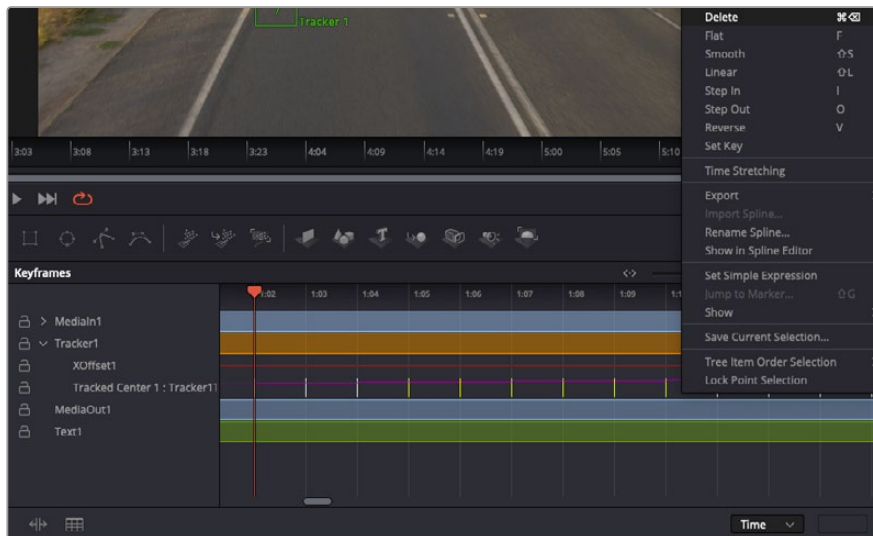 Tracker 1
Delete ⌘⌫
Flat F
Smooth ⇧S
Linear ⇧L
Step In I
Step Out O
Reverse V
Set Key
Time Stretching
Export
Import Spline...
Rename Spline...
Show in Spline Editor
Set Simple Expression
Jump to Marker... ⇧G
Show
Save Current Selection...
Tree Item Order Selection
Lock Point Selection
3:03 3:08 3:13 3:18 3:23 4:04 4:09 4:14 4:19 5:00 5:05 5:10
T
Keyframes
1:02 1:03 1:04 1:05 1:06 1:07 1:08 1:09
MediaIn1
Tracker1
XOffset1
Tracked Center 1 : Tracker11
MediaOut1
Text1
Time